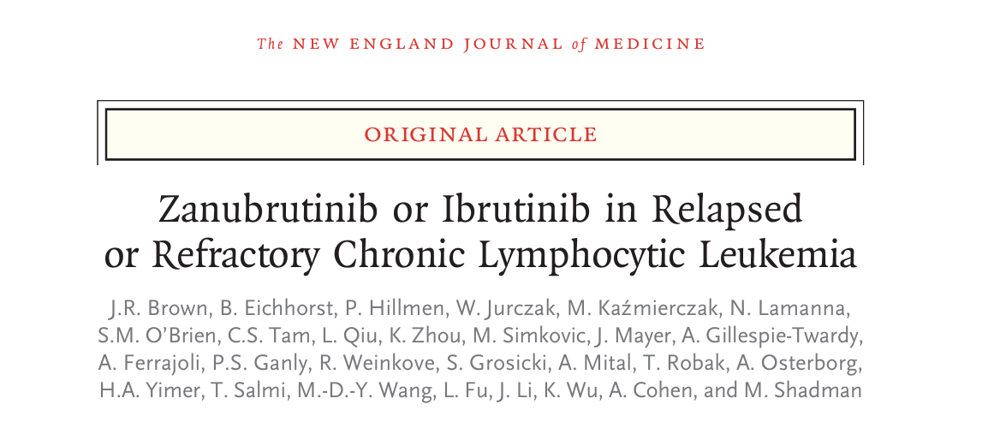 The NEW ENGLAND JOURNAL of MEDICINE
ORIGINAL ARTICLE
Zanubrutinib or Ibrutinib in Relapsed
or Refractory Chronic Lymphocytic Leukemia
J.R. Brown, B. Eichhorst, P. Hillmen, W. Jurczak, M. Kaźmierczak, N. Lamanna,
S.M. O’Brien, C.S. Tam, L. Qiu, K. Zhou, M. Simkovic, J. Mayer, A. Gillespie-Twardy,
A. Ferrajoli, P.S. Ganly, R. Weinkove, S. Grosicki, A. Mital, T. Robak, A. Osterborg,
H.A. Yimer, T. Salmi, M.-D.-Y. Wang, L. Fu, J. Li, K. Wu, A. Cohen, and M. Shadman